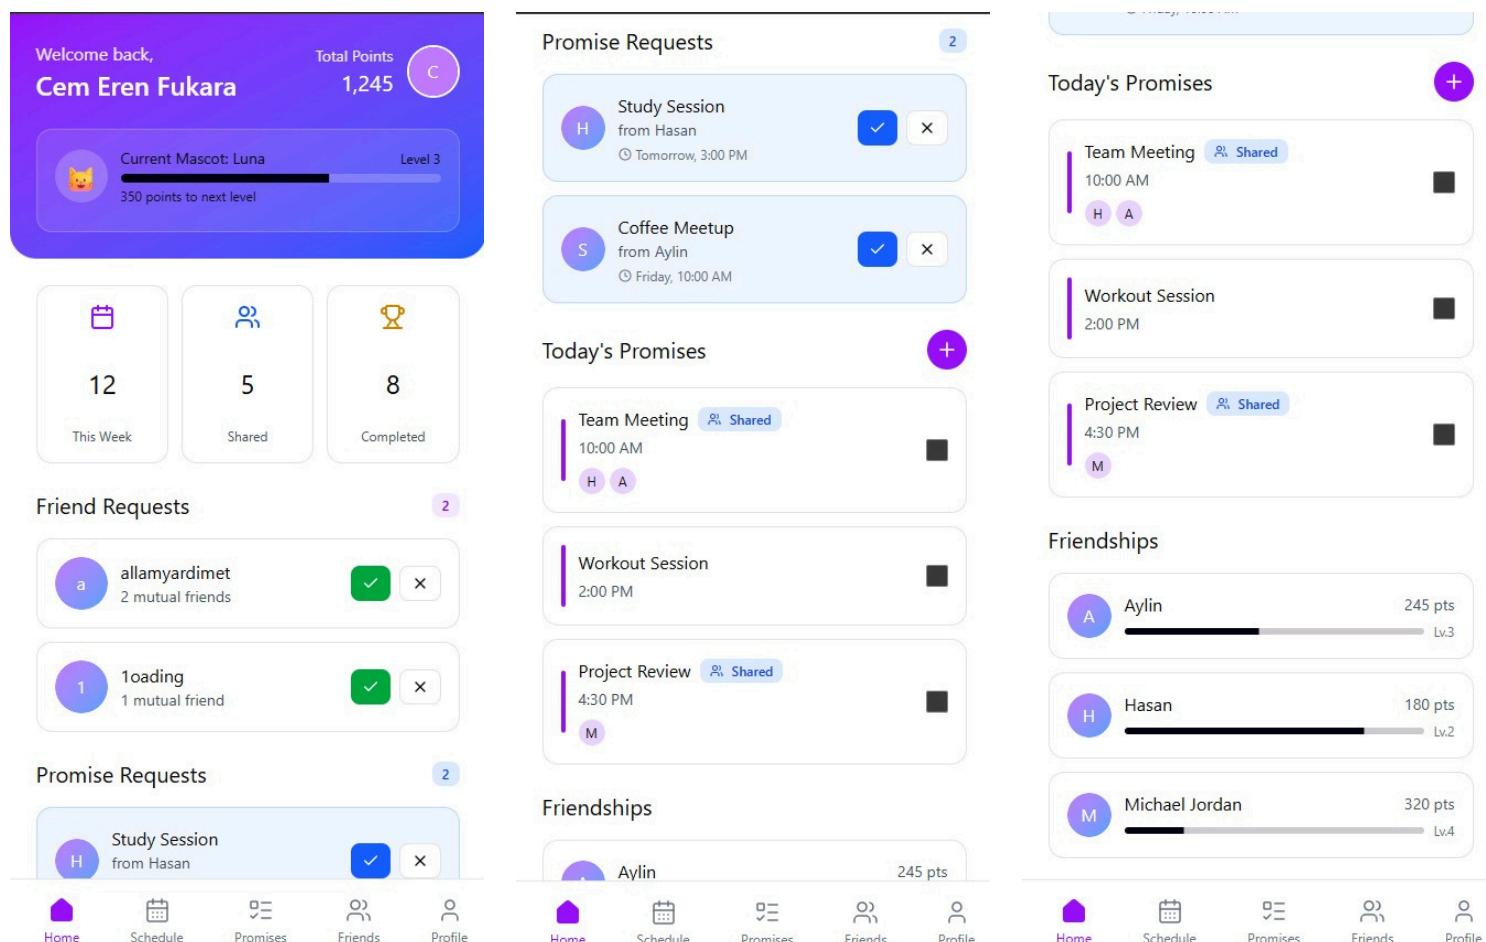 Welcome back,
Cem Eren Fukara
Total Points
1,245
C
Current Mascot: Luna
Level 3
350 points to next level
12
This Week
5
Shared
8
Completed
Friend Requests
2
a
allamyardimet
2 mutual friends
1
1oading
1 mutual friend
Promise Requests
2
H
Study Session
from Hasan
Home
Schedule
Promises
Friends
Profile
Promise Requests
2
H
Study Session
from Hasan
Tomorrow, 3:00 PM
S
Coffee Meetup
from Aylin
Friday, 10:00 AM
Today's Promises
Team Meeting
Shared
10:00 AM
H
A
Workout Session
2:00 PM
Project Review
Shared
4:30 PM
M
Friendships
Aylin
245 pts
Home
Schedule
Promises
Friends
Profile
Today's Promises
Team Meeting
Shared
10:00 AM
H
A
Workout Session
2:00 PM
Project Review
Shared
4:30 PM
M
Friendships
A
Aylin
245 pts
Lv.3
H
Hasan
180 pts
Lv.2
M
Michael Jordan
320 pts
Lv.4
Home
Schedule
Promises
Friends
Profile